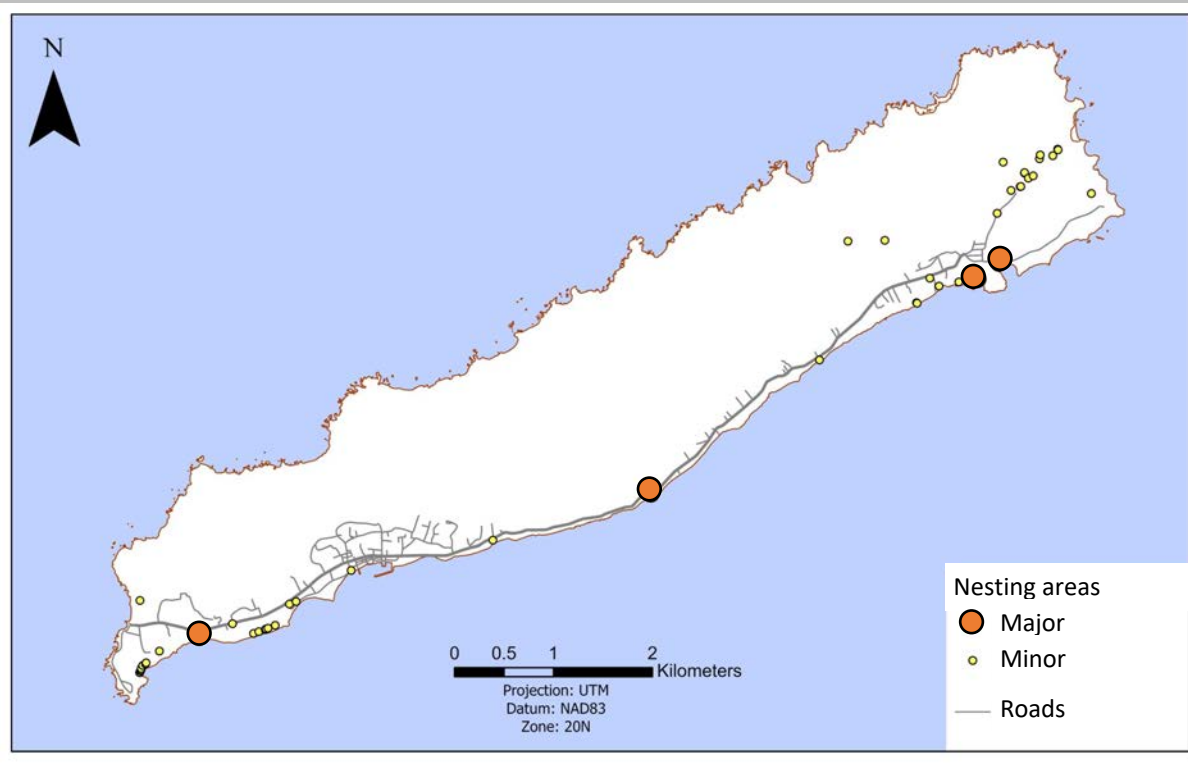 N
0 0.5 1 2
Kilometers
Projection: UTM
Datum: NAD83
Zone: 20N
Nesting areas
Major
Minor
Roads